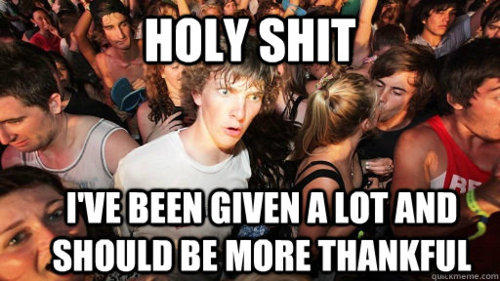 HOLY SHIT
I'VE BEEN GIVEN A LOT AND
SHOULD BE MORE THANKFUL
quickmeme.com